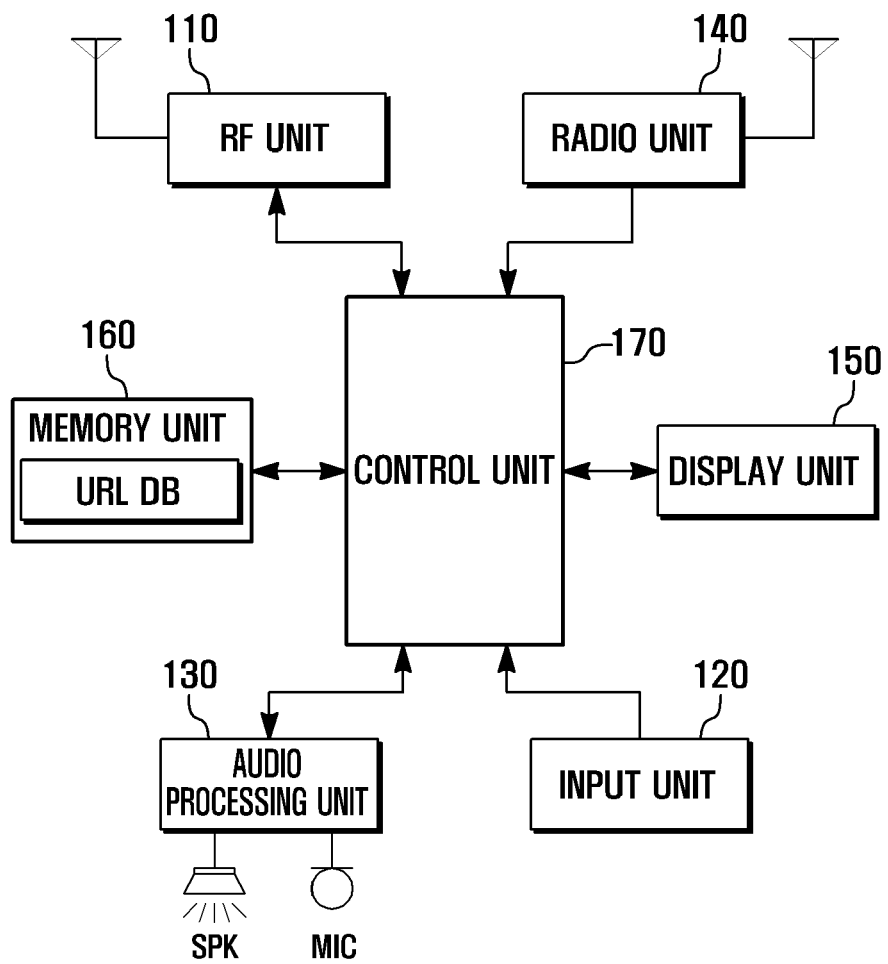 110
140
RF UNIT
RADIO UNIT
160
170
150
MEMORY UNIT
URL DB
CONTROL UNIT
DISPLAY UNIT
130
120
AUDIO
PROCESSING UNIT
INPUT UNIT
SPK
MIC